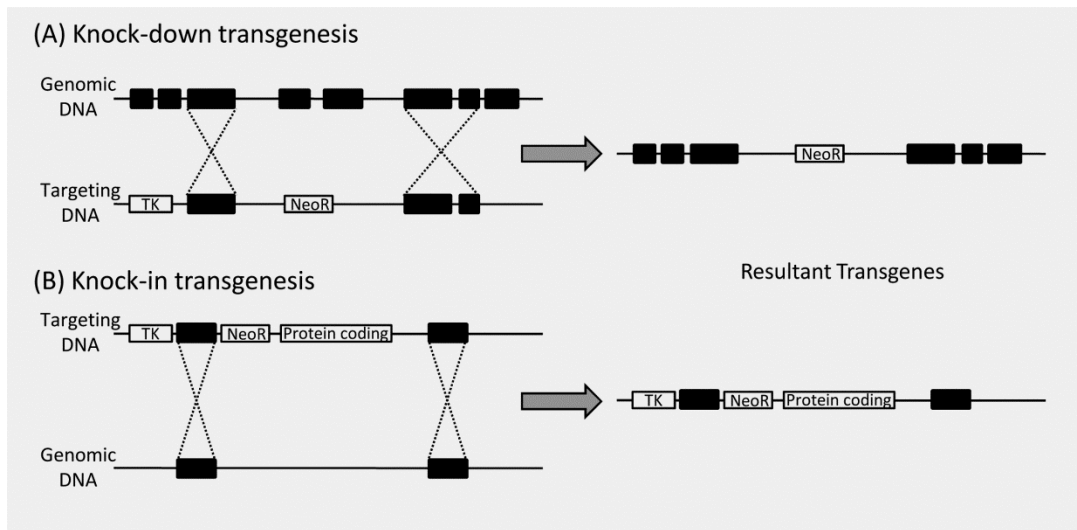 (A) Knock-down transgenesis
Genomic
DNA
Targeting
DNA
TK
NeoR
NeoR
(B) Knock-in transgenesis
Resultant Transgenes
Targeting
DNA
TK
NeoR
Protein coding
Genomic
DNA
TK
NeoR
Protein coding